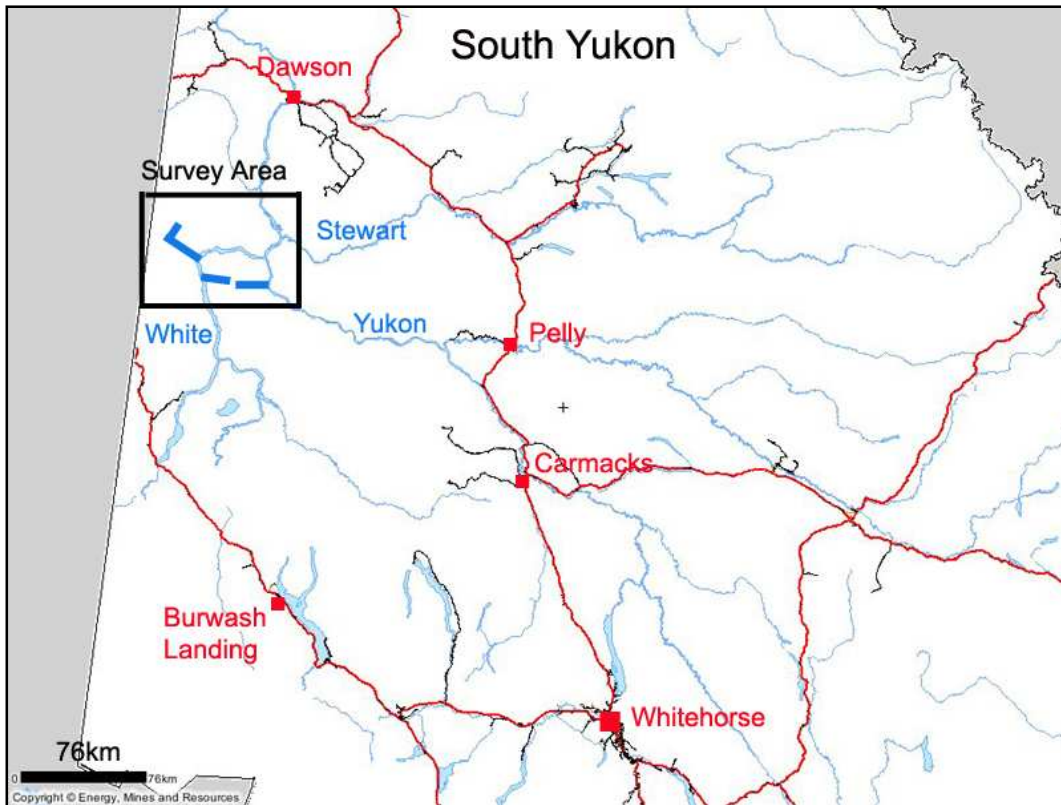 South Yukon
Dawson
Survey Area
Stewart
White
Yukon
Pelly
Carmacks
Burwash
Landing
Whitehorse
76km
0
76km
Copyright © Energy, Mines and Resources